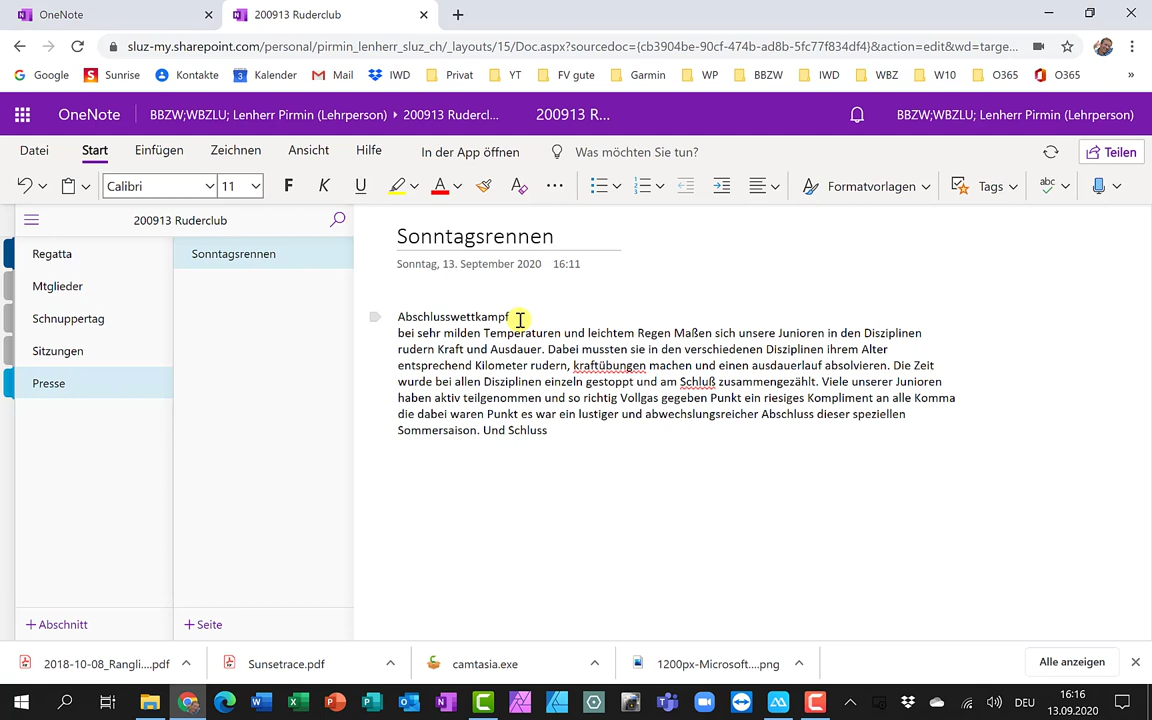 OneNote
200913 Ruderclub
sluz-my.sharepoint.com/personal/pirmin_lenherr_sluz_ch/_layouts/15/Doc.aspx?sourcedoc={cb3904be-90cf-474b-ad8b-5fc77f834df4}&action=edit&wd=targe...
Google Sunrise Kontakte Kalender Mail IWD Privat YT FV gute Garmin WP BBZW IWD WBZ W10 O365 O365 »
OneNote BBZW;WBZLU; Lenherr Pirmin (Lehrperson) 200913 Rudercl... 200913 R... BBZW;WBZLU; Lenherr Pirmin (Lehrperson)
Datei Start Einfügen Zeichnen Ansicht Hilfe In der App öffnen Was möchten Sie tun? Teilen
Calibri 11 F K U A A ... Formatvorlagen Tags abc
200913 Ruderclub
Regatta
Mtglieder
Schnuppertag
Sitzungen
Presse
+ Abschnitt
Sonntagsrennen
+ Seite
Sonntagsrennen
Sonntag, 13. September 2020 16:11
Abschlusswettkampf
bei sehr milden Temperaturen und leichtem Regen Maßen sich unsere Junioren in den Disziplinen
rudern Kraft und Ausdauer. Dabei mussten sie in den verschiedenen Disziplinen ihrem Alter
entsprechend Kilometer rudern, kraftübungen machen und einen ausdauerlauf absolvieren. Die Zeit
wurde bei allen Disziplinen einzeln gestoppt und am Schluß zusammengezählt. Viele unserer Junioren
haben aktiv teilgenommen und so richtig Vollgas gegeben Punkt ein riesiges Kompliment an alle Komma
die dabei waren Punkt es war ein lustiger und abwechslungsreicher Abschluss dieser speziellen
Sommersaison. Und Schluss
2018-10-08_Rangli....pdf Sunsetrace.pdf camtasia.exe 1200px-Microsoft....png Alle anzeigen
DEU 16:16
13.09.2020